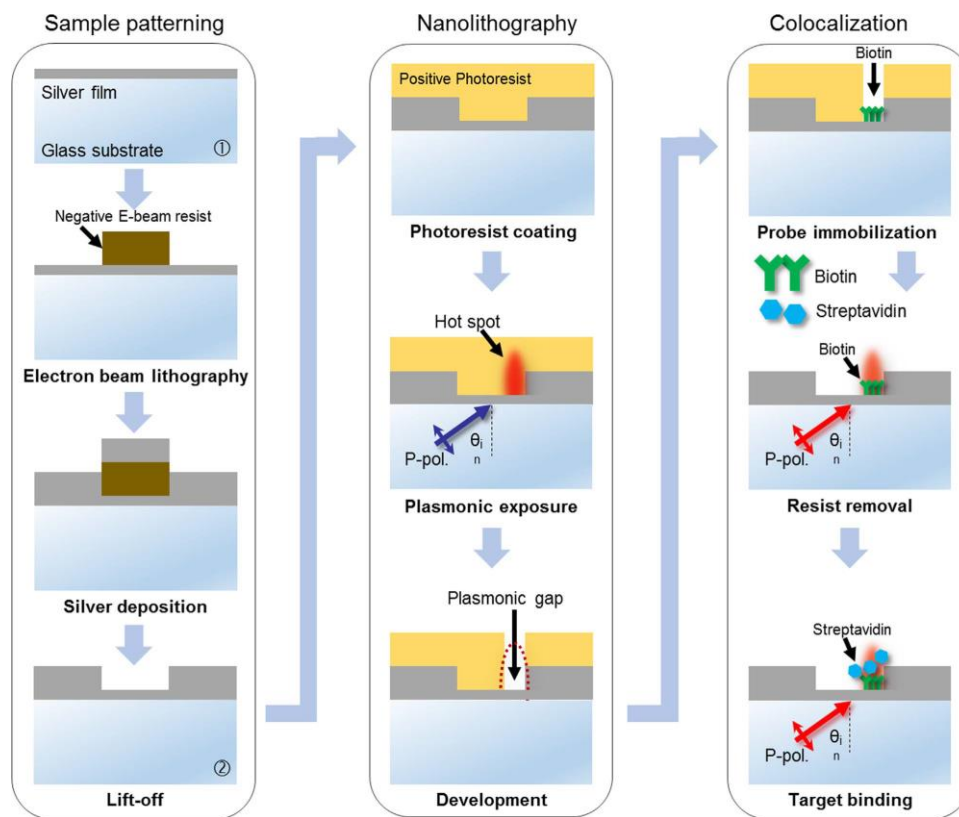 Sample patterning
Silver film
Glass substrate
①
Negative E-beam resist
Electron beam lithography
Silver deposition
②
Lift-off
Nanolithography
Positive Photoresist
Photoresist coating
Hot spot
P-pol.
θi
n
Plasmonic exposure
Plasmonic gap
Development
Colocalization
Biotin
Probe immobilization
Biotin
Streptavidin
Biotin
P-pol.
θi
n
Resist removal
Streptavidin
P-pol.
θi
n
Target binding